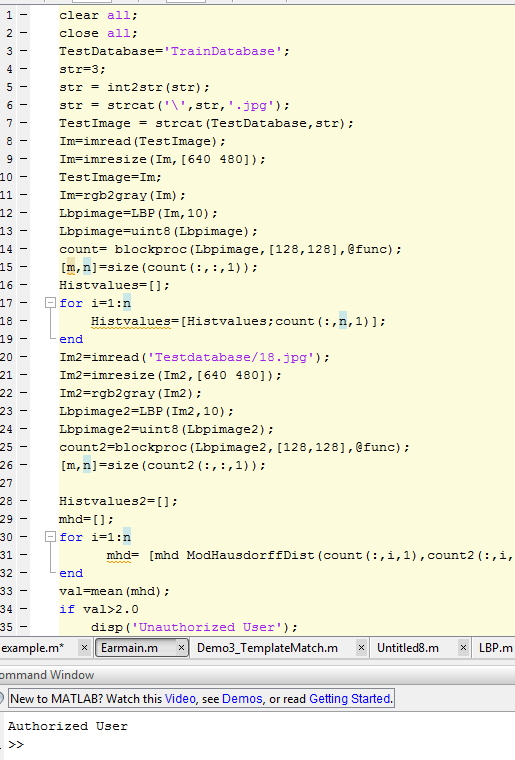 1 clear all;
2 close all;
3 TestDatabase='TrainDatabase';
4 str=3;
5 str = int2str(str);
6 str = strcat('\',str,'.jpg');
7 TestImage = strcat(TestDatabase,str);
8 Im=imread(TestImage);
9 Im=imresize(Im,[640 480]);
10 TestImage=Im;
11 Im=rgb2gray(Im);
12 Lbpimage=LBP(Im,10);
13 Lbpimage=uint8(Lbpimage);
14 count= blockproc(Lbpimage,[128,128],@func);
15 [m,n]=size(count(:,:,1));
16 Histvalues=[];
17 for i=1:n
18 Histvalues=[Histvalues;count(:,n,1)];
19 end
20 Im2=imread('Testdatabase/18.jpg');
21 Im2=imresize(Im2,[640 480]);
22 Im2=rgb2gray(Im2);
23 Lbpimage2=LBP(Im2,10);
24 Lbpimage2=uint8(Lbpimage2);
25 count2=blockproc(Lbpimage2,[128,128],@func);
26 [m,n]=size(count2(:,:,1));
27
28 Histvalues2=[];
29 mhd=[];
30 for i=1:n
31 mhd= [mhd ModHausdorffDist(count(:,i,1),count2(:,i,
32 end
33 val=mean(mhd);
34 if val>2.0
35 disp('Unauthorized User');
example.m* Earmain.m Demo3_TemplateMatch.m Untitled8.m LBP.m
ommand Window
New to MATLAB? Watch this Video, see Demos, or read Getting Started.
Authorized User
>>